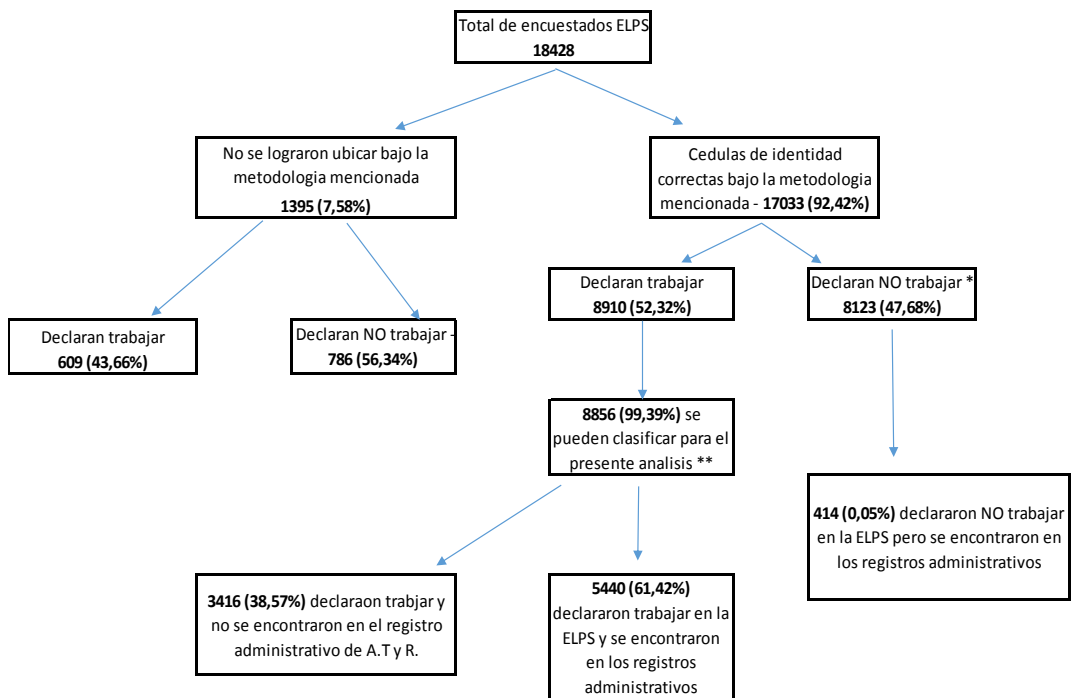 Total de encuestados ELPS
18428
No se lograron ubicar bajo la
metodologia mencionada
1395 (7,58%)
Cedulas de identidad
correctas bajo la metodologia
mencionada - 17033 (92,42%)
Declaran trabajar
8910 (52,32%)
Declaran NO trabajar *
8123 (47,68%)
Declaran trabajar
609 (43,66%)
Declaran NO trabajar -
786 (56,34%)
8856 (99,39%) se
pueden clasificar para el
presente analisis **
414 (0,05%) declararon NO trabajar
en la ELPS pero se encontraron en
los registros administrativos
3416 (38,57%) declaraon trabjar y
no se encontraron en el registro
administrativo de A.T y R.
5440 (61,42%)
declararon trabajar en la
ELPS y se encontraron
en los registros
administrativos